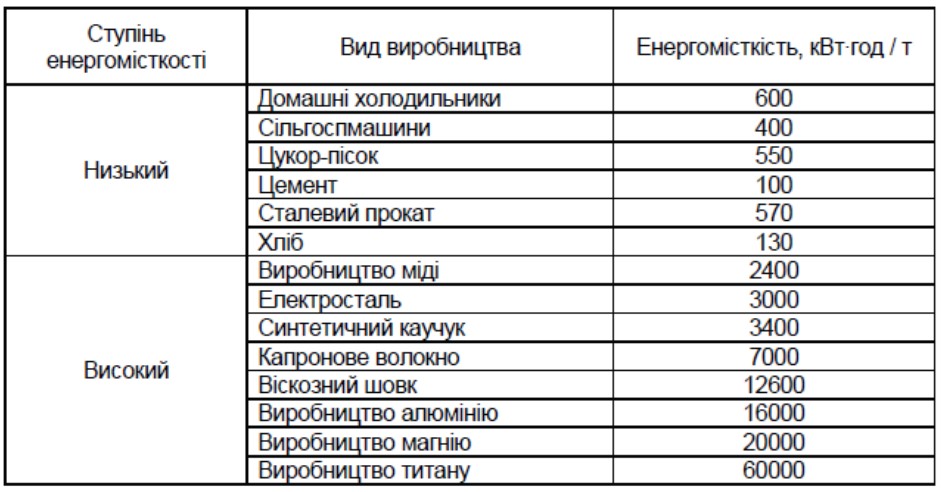 Ступінь
енергомісткості
Вид виробництва
Енергомісткість, кВт·год / т
Низький
Домашні холодильники 600
Сільгоспмашини 400
Цукор-пісок 550
Цемент 100
Сталевий прокат 570
Хліб 130
Високий
Виробництво міді 2400
Електросталь 3000
Синтетичний каучук 3400
Капронове волокно 7000
Віскозний шовк 12600
Виробництво алюмінію 16000
Виробництво магнію 20000
Виробництво титану 60000